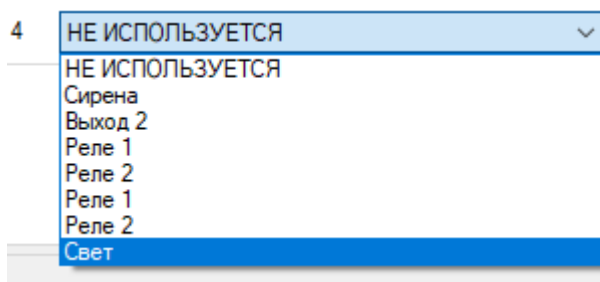 4 НЕ ИСПОЛЬЗУЕТСЯ
НЕ ИСПОЛЬЗУЕТСЯ
Сирена
Выход 2
Реле 1
Реле 2
Реле 1
Реле 2
Свет